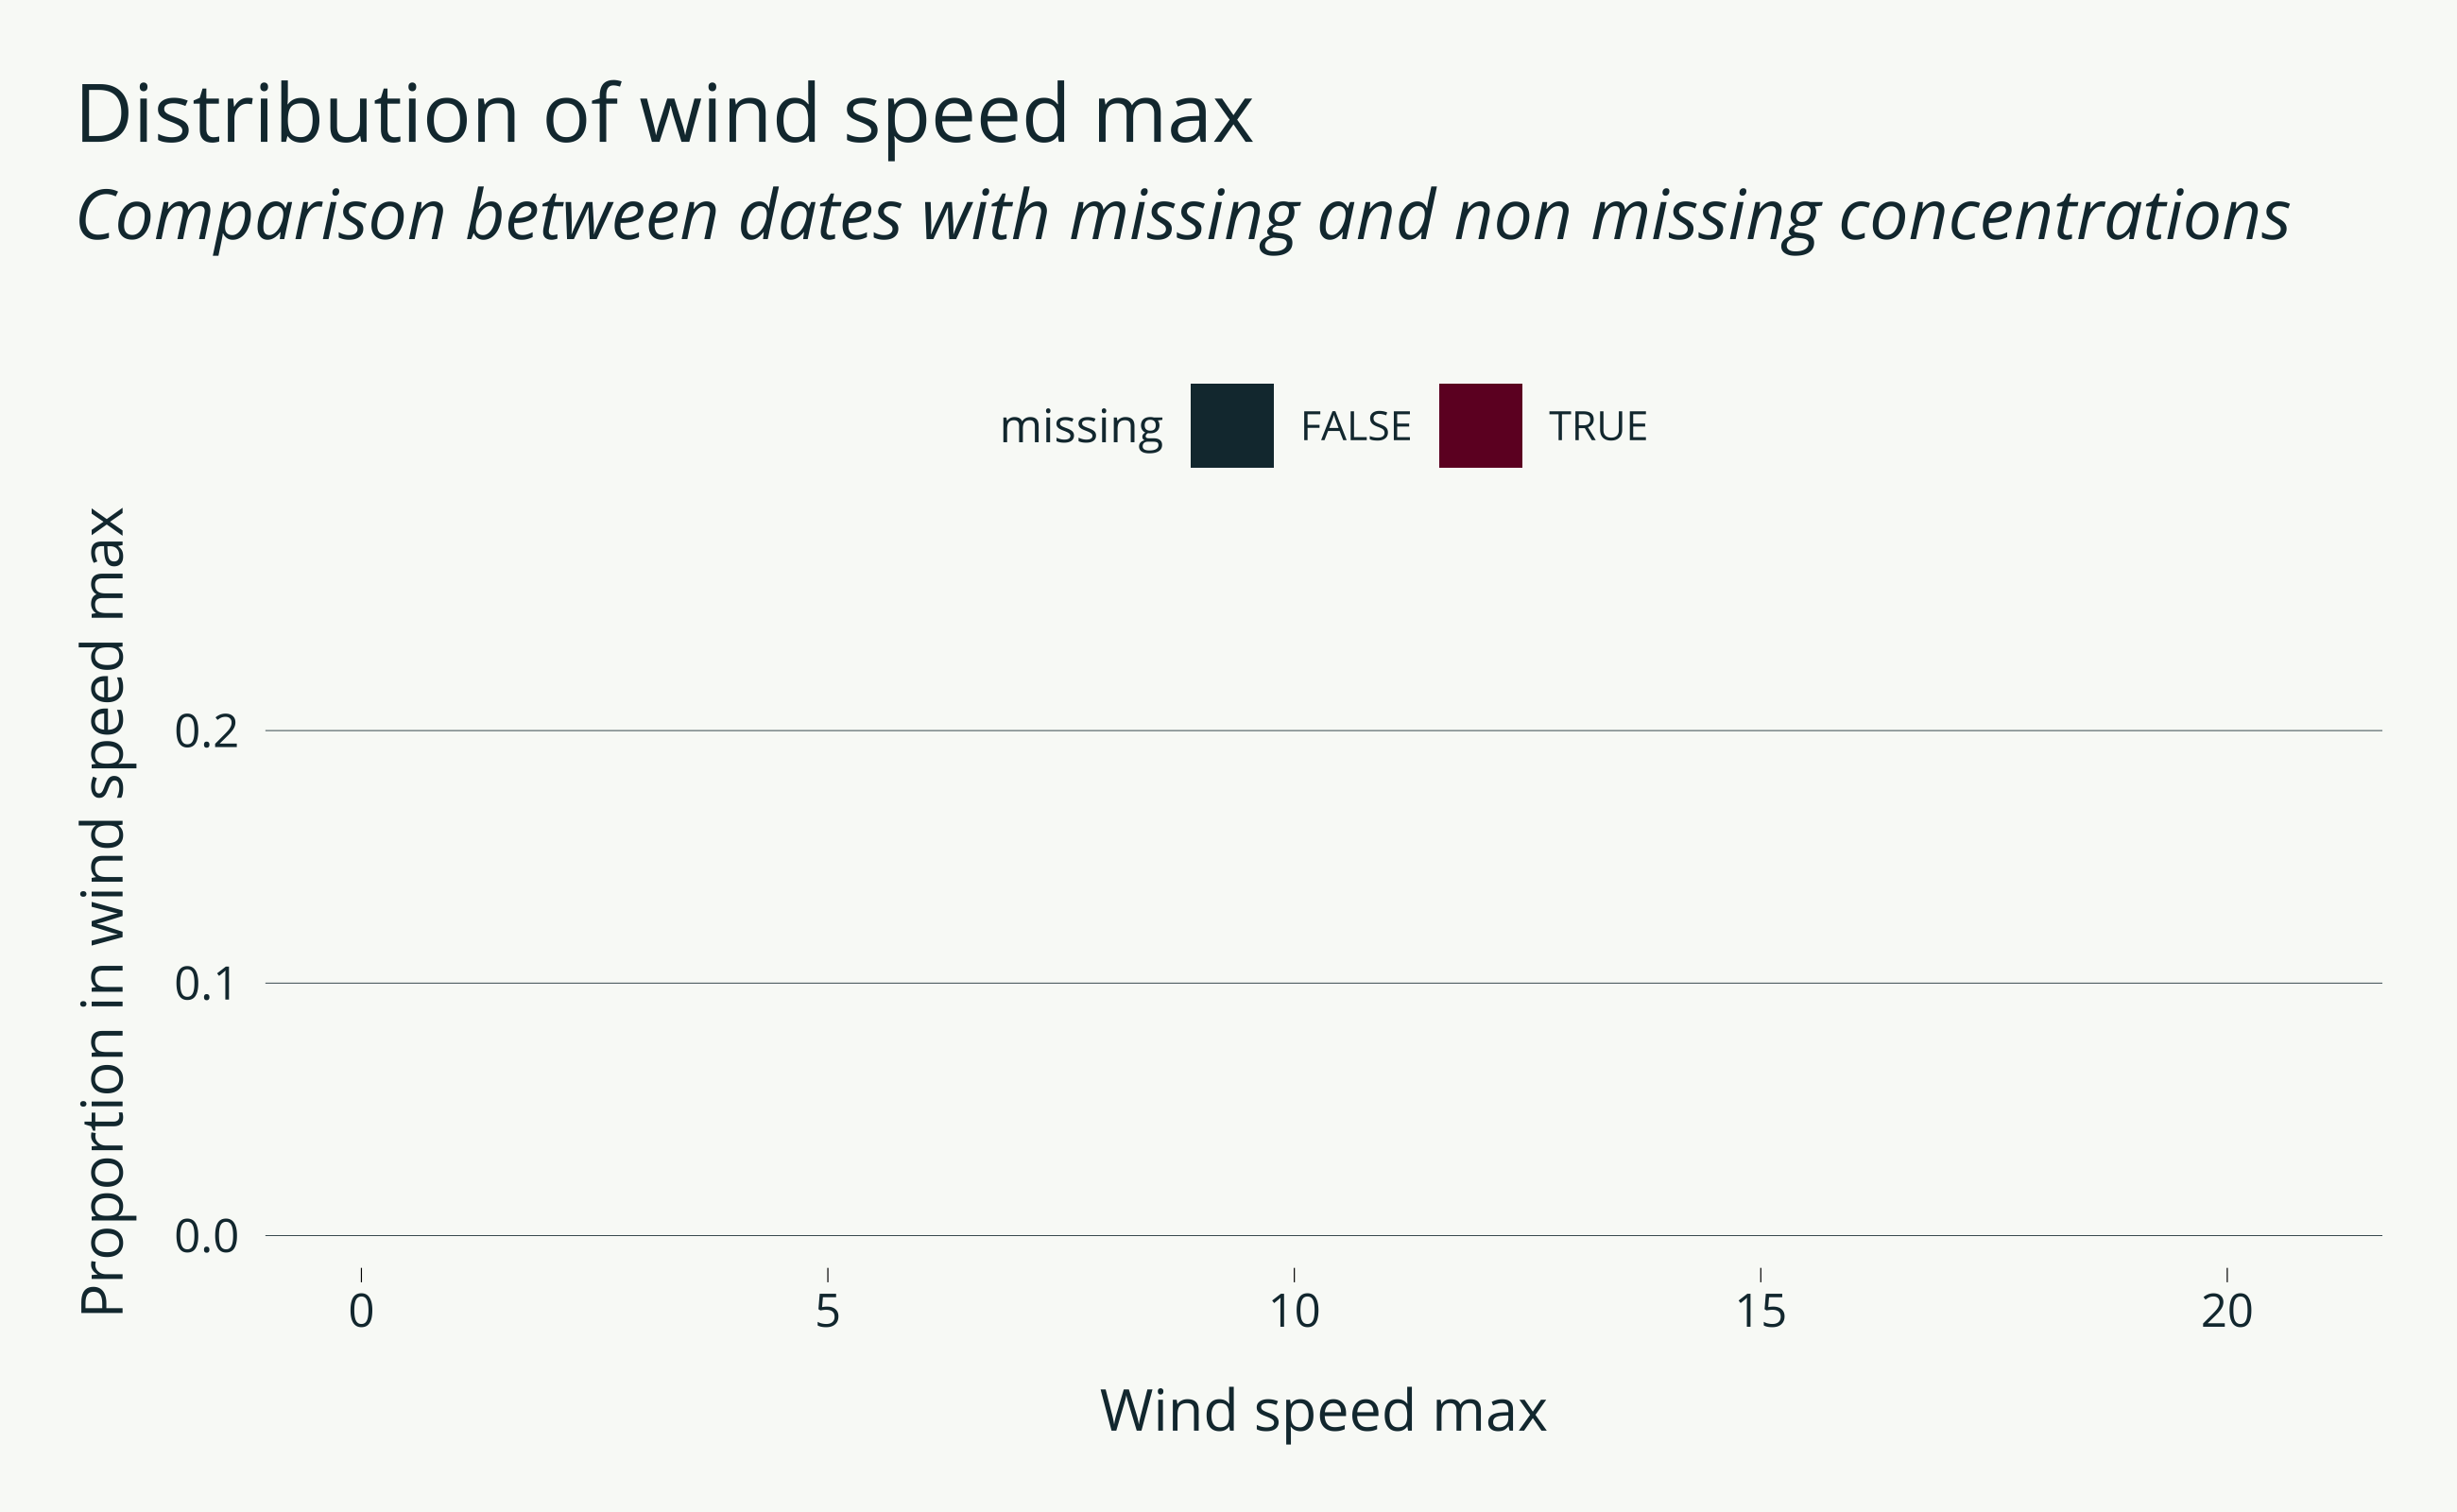 Distribution of wind speed max
Comparison between dates with missing and non missing concentrations
missing FALSE TRUE
Proportion in wind speed max
0.2
0.1
0.0
0 5 10 15 20
Wind speed max